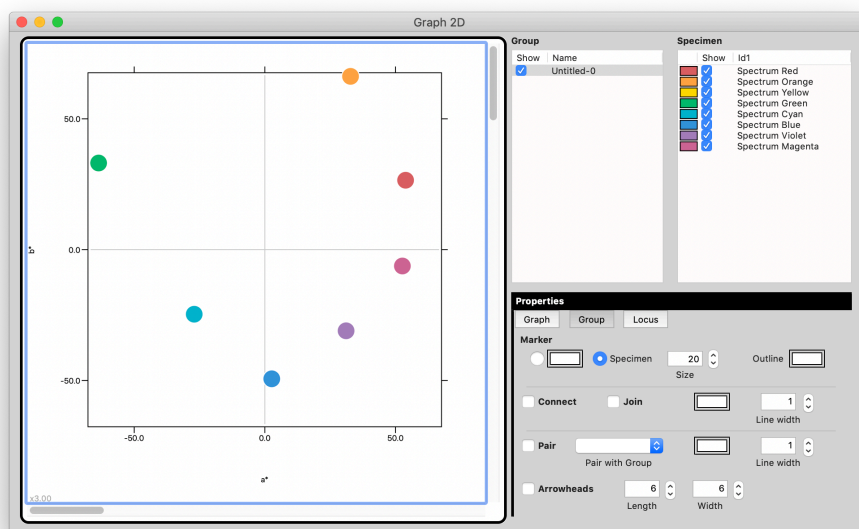 Graph 2D
Group
Show Name
Untitled-0
Specimen
Show Id1
Spectrum Red
Spectrum Orange
Spectrum Yellow
Spectrum Green
Spectrum Cyan
Spectrum Blue
Spectrum Violet
Spectrum Magenta
50.0
0.0
-50.0
b*
-50.0 0.0 50.0
a*
x3.00
Properties
Graph Group Locus
Marker
Specimen 20 Outline
Size
Connect Join 1
Line width
Pair 1
Pair with Group Line width
Arrowheads 6 6
Length Width